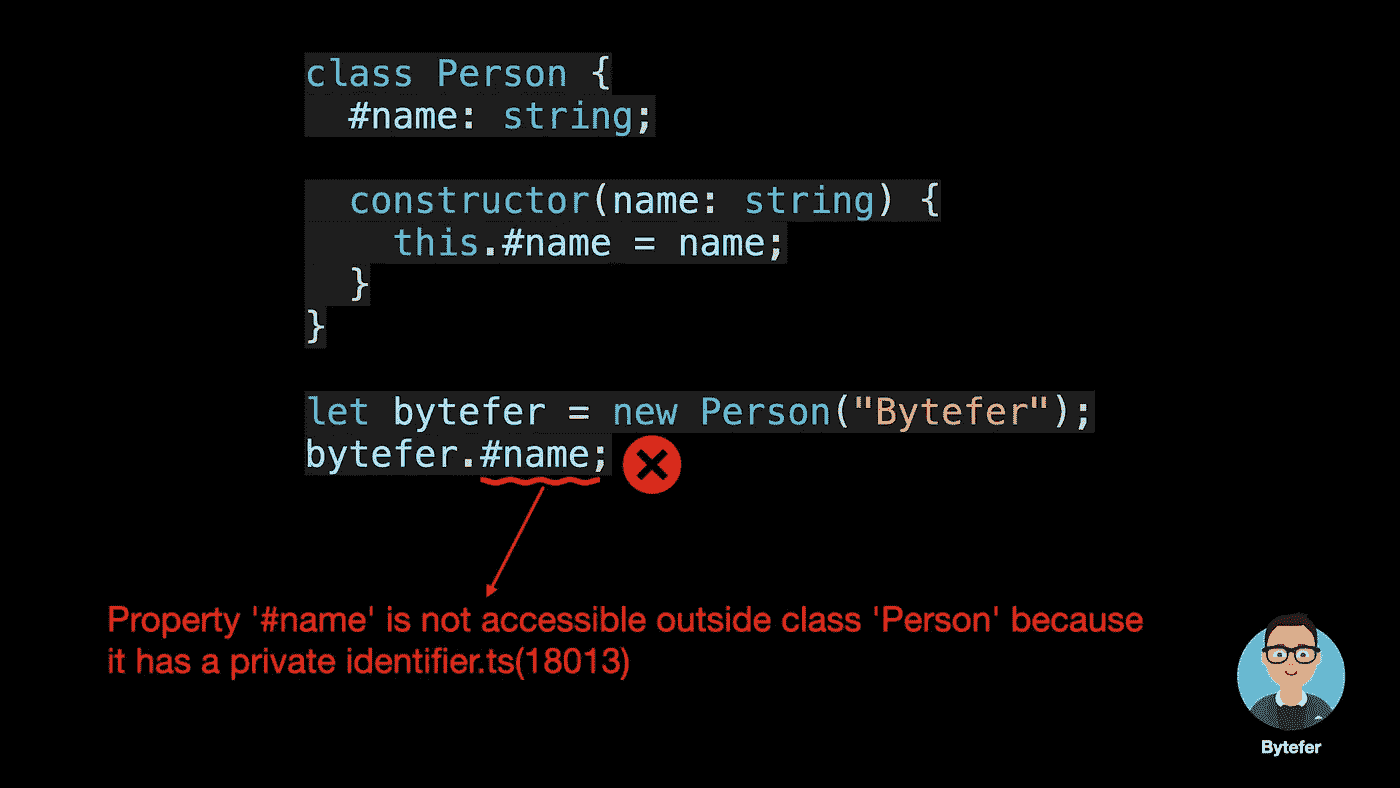 class Person {
  #name: string;
  constructor(name: string) {
    this.#name = name;
  }
}
let bytefer = new Person("Bytefer");
bytefer.#name;
Property '#name' is not accessible outside class 'Person' because
it has a private identifier.ts(18013)
Bytefer